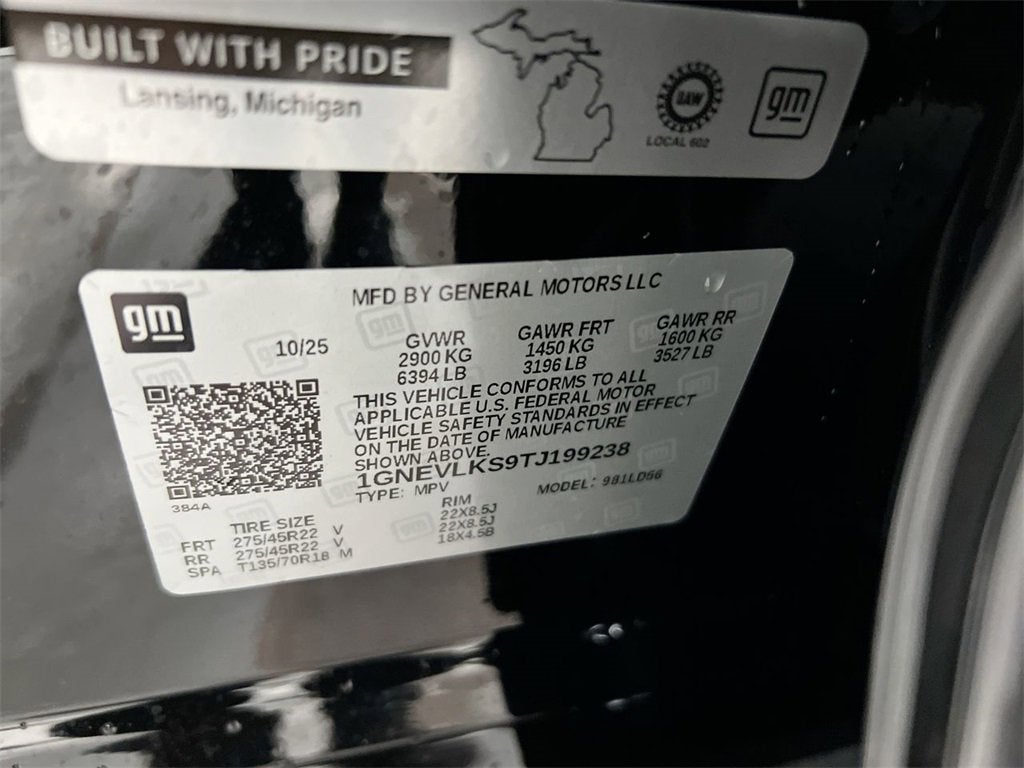 BUILT WITH PRIDE
Lansing, Michigan
UAW
LOCAL 602
gm
MFD BY GENERAL MOTORS LLC
gm
10/25
GVWR
2900 KG
6394 LB
GAWR FRT
1450 KG
3196 LB
GAWR RR
1600 KG
3527 LB
THIS VEHICLE CONFORMS TO ALL
APPLICABLE U.S. FEDERAL MOTOR
VEHICLE SAFETY STANDARDS IN EFFECT
ON THE DATE OF MANUFACTURE
SHOWN ABOVE.
1GNEVLKS9TJ199238
TYPE: MPV
MODEL: 981LD56
384A
TIRE SIZE
RIM
FRT 275/45R22 V 22X8.5J
RR 275/45R22 V 22X8.5J
SPA T135/70R18 M 18X4.5B